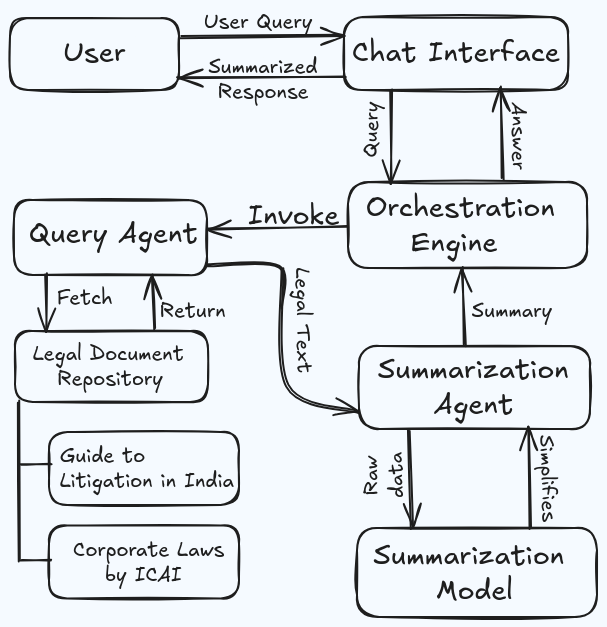 User Query
User
Chat Interface
Summarized
Response
Query
Answer
Invoke
Orchestration
Engine
Query Agent
Fetch
Return
Legal Text
Summary
Legal Document
Repository
Summarization
Agent
Guide to
Litigation in India
Raw
data
Simplifies
Corporate Laws
by ICAI
Summarization
Model